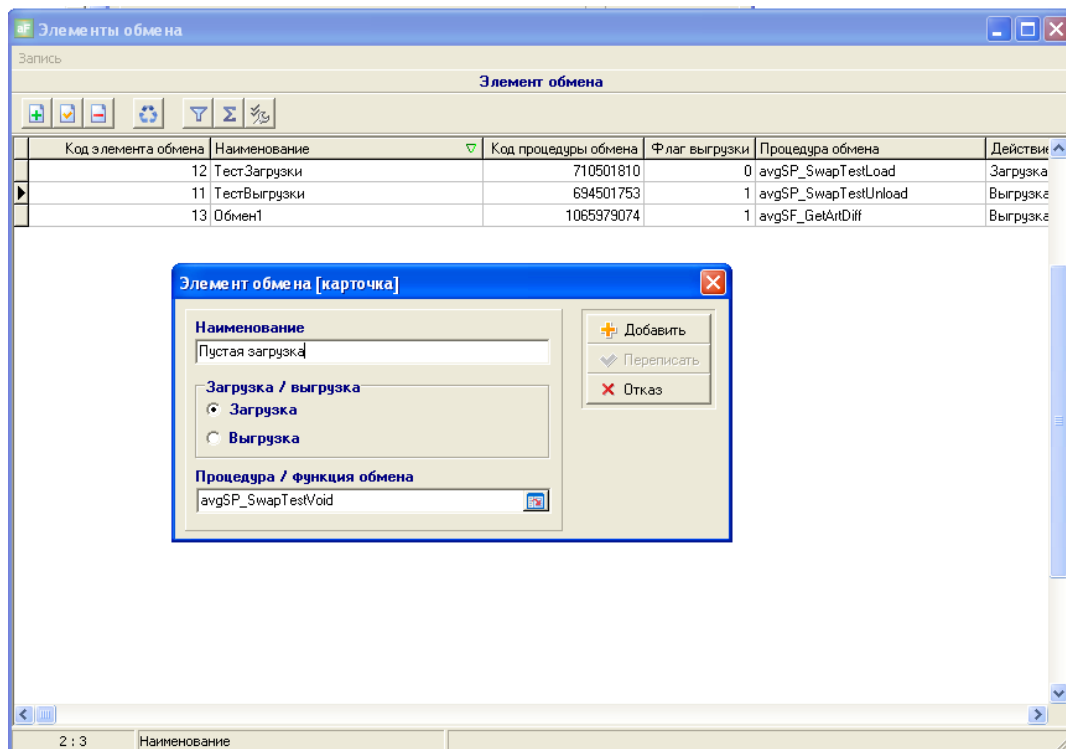 aF Элементы обмена
Запись
Элемент обмена
Код элемента обмена Наименование Код процедуры обмена Флаг выгрузки Процедура обмена Действие
12 ТестЗагрузки 710501810 0 avgSP_SwapTestLoad Загрузка
11 ТестВыгрузки 694501753 1 avgSP_SwapTestUnload Выгрузка
13 Обмен1 1065979074 1 avgSF_GetArtDiff Выгрузка
Элемент обмена [карточка]
Наименование
Пустая загрузка
Загрузка / выгрузка
Загрузка
Выгрузка
Процедура / функция обмена
avgSP_SwapTestVoid
Добавить
Переписать
Отказ
2 : 3 Наименование